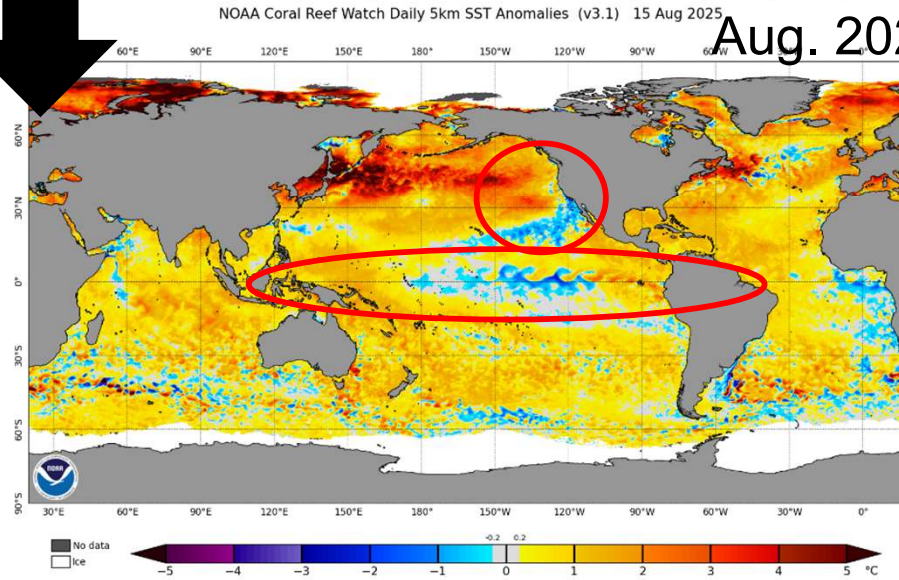 NOAA Coral Reef Watch Daily 5km SST Anomalies (v3.1) 15 Aug 2025
Aug. 202
60°E 90°E 120°E 150°E 180° 150°W 120°W 90°W 60°W 30°W 0°
60°N
30°N
0°
30°S
60°S
90°S
NOAA
30°E 60°E 90°E 120°E 150°E 180° 150°W 120°W 90°W 60°W 30°W 0°
No data
Ice
-0.2 0.2
-5 -4 -3 -2 -1 0 1 2 3 4 5 °C